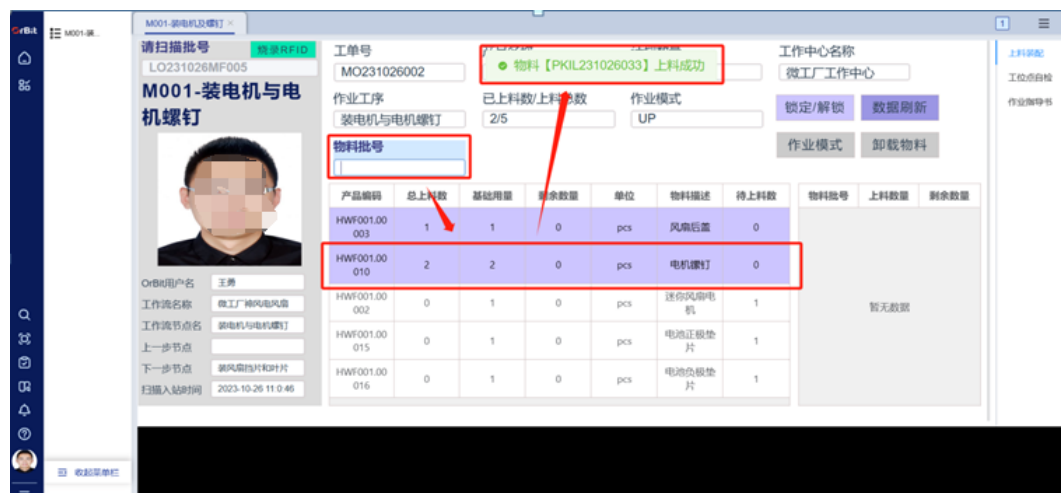 OrBit
M001-装...
M001-装电机及螺钉 ×
1
请扫描批号
烧录RFID
LO231026MF005
M001-装电机与电
机螺钉
OrBit用户名
王勇
工作流名称
微工厂神风电风扇
工作流节点名
装电机与电机螺钉
上一步节点
下一步节点
装风扇挡片和叶片
扫描入站时间
2023-10-26 11:0:46
工单号
MO231026002
物料【PKIL231026033】上料成功
工作中心名称
微工厂工作中心
作业工序
装电机与电机螺钉
已上料数/上料总数
2/5
作业模式
UP
锁定/解锁
数据刷新
作业模式
卸载物料
物料批号
产品编码 总上料数 基础用量 剩余数量 单位 物料描述 待上料数
HWF001.00
003
1 1 0 pcs 风扇后盖 0
HWF001.00
010
2 2 0 pcs 电机螺钉 0
HWF001.00
002
0 1 0 pcs 迷你风扇电
机
1
HWF001.00
015
0 1 0 pcs 电池正极垫
片
1
HWF001.00
016
0 1 0 pcs 电池负极垫
片
1
物料批号 上料数量 剩余数量
暂无数据
上料装配
工位点自检
作业指导书
收起菜单栏